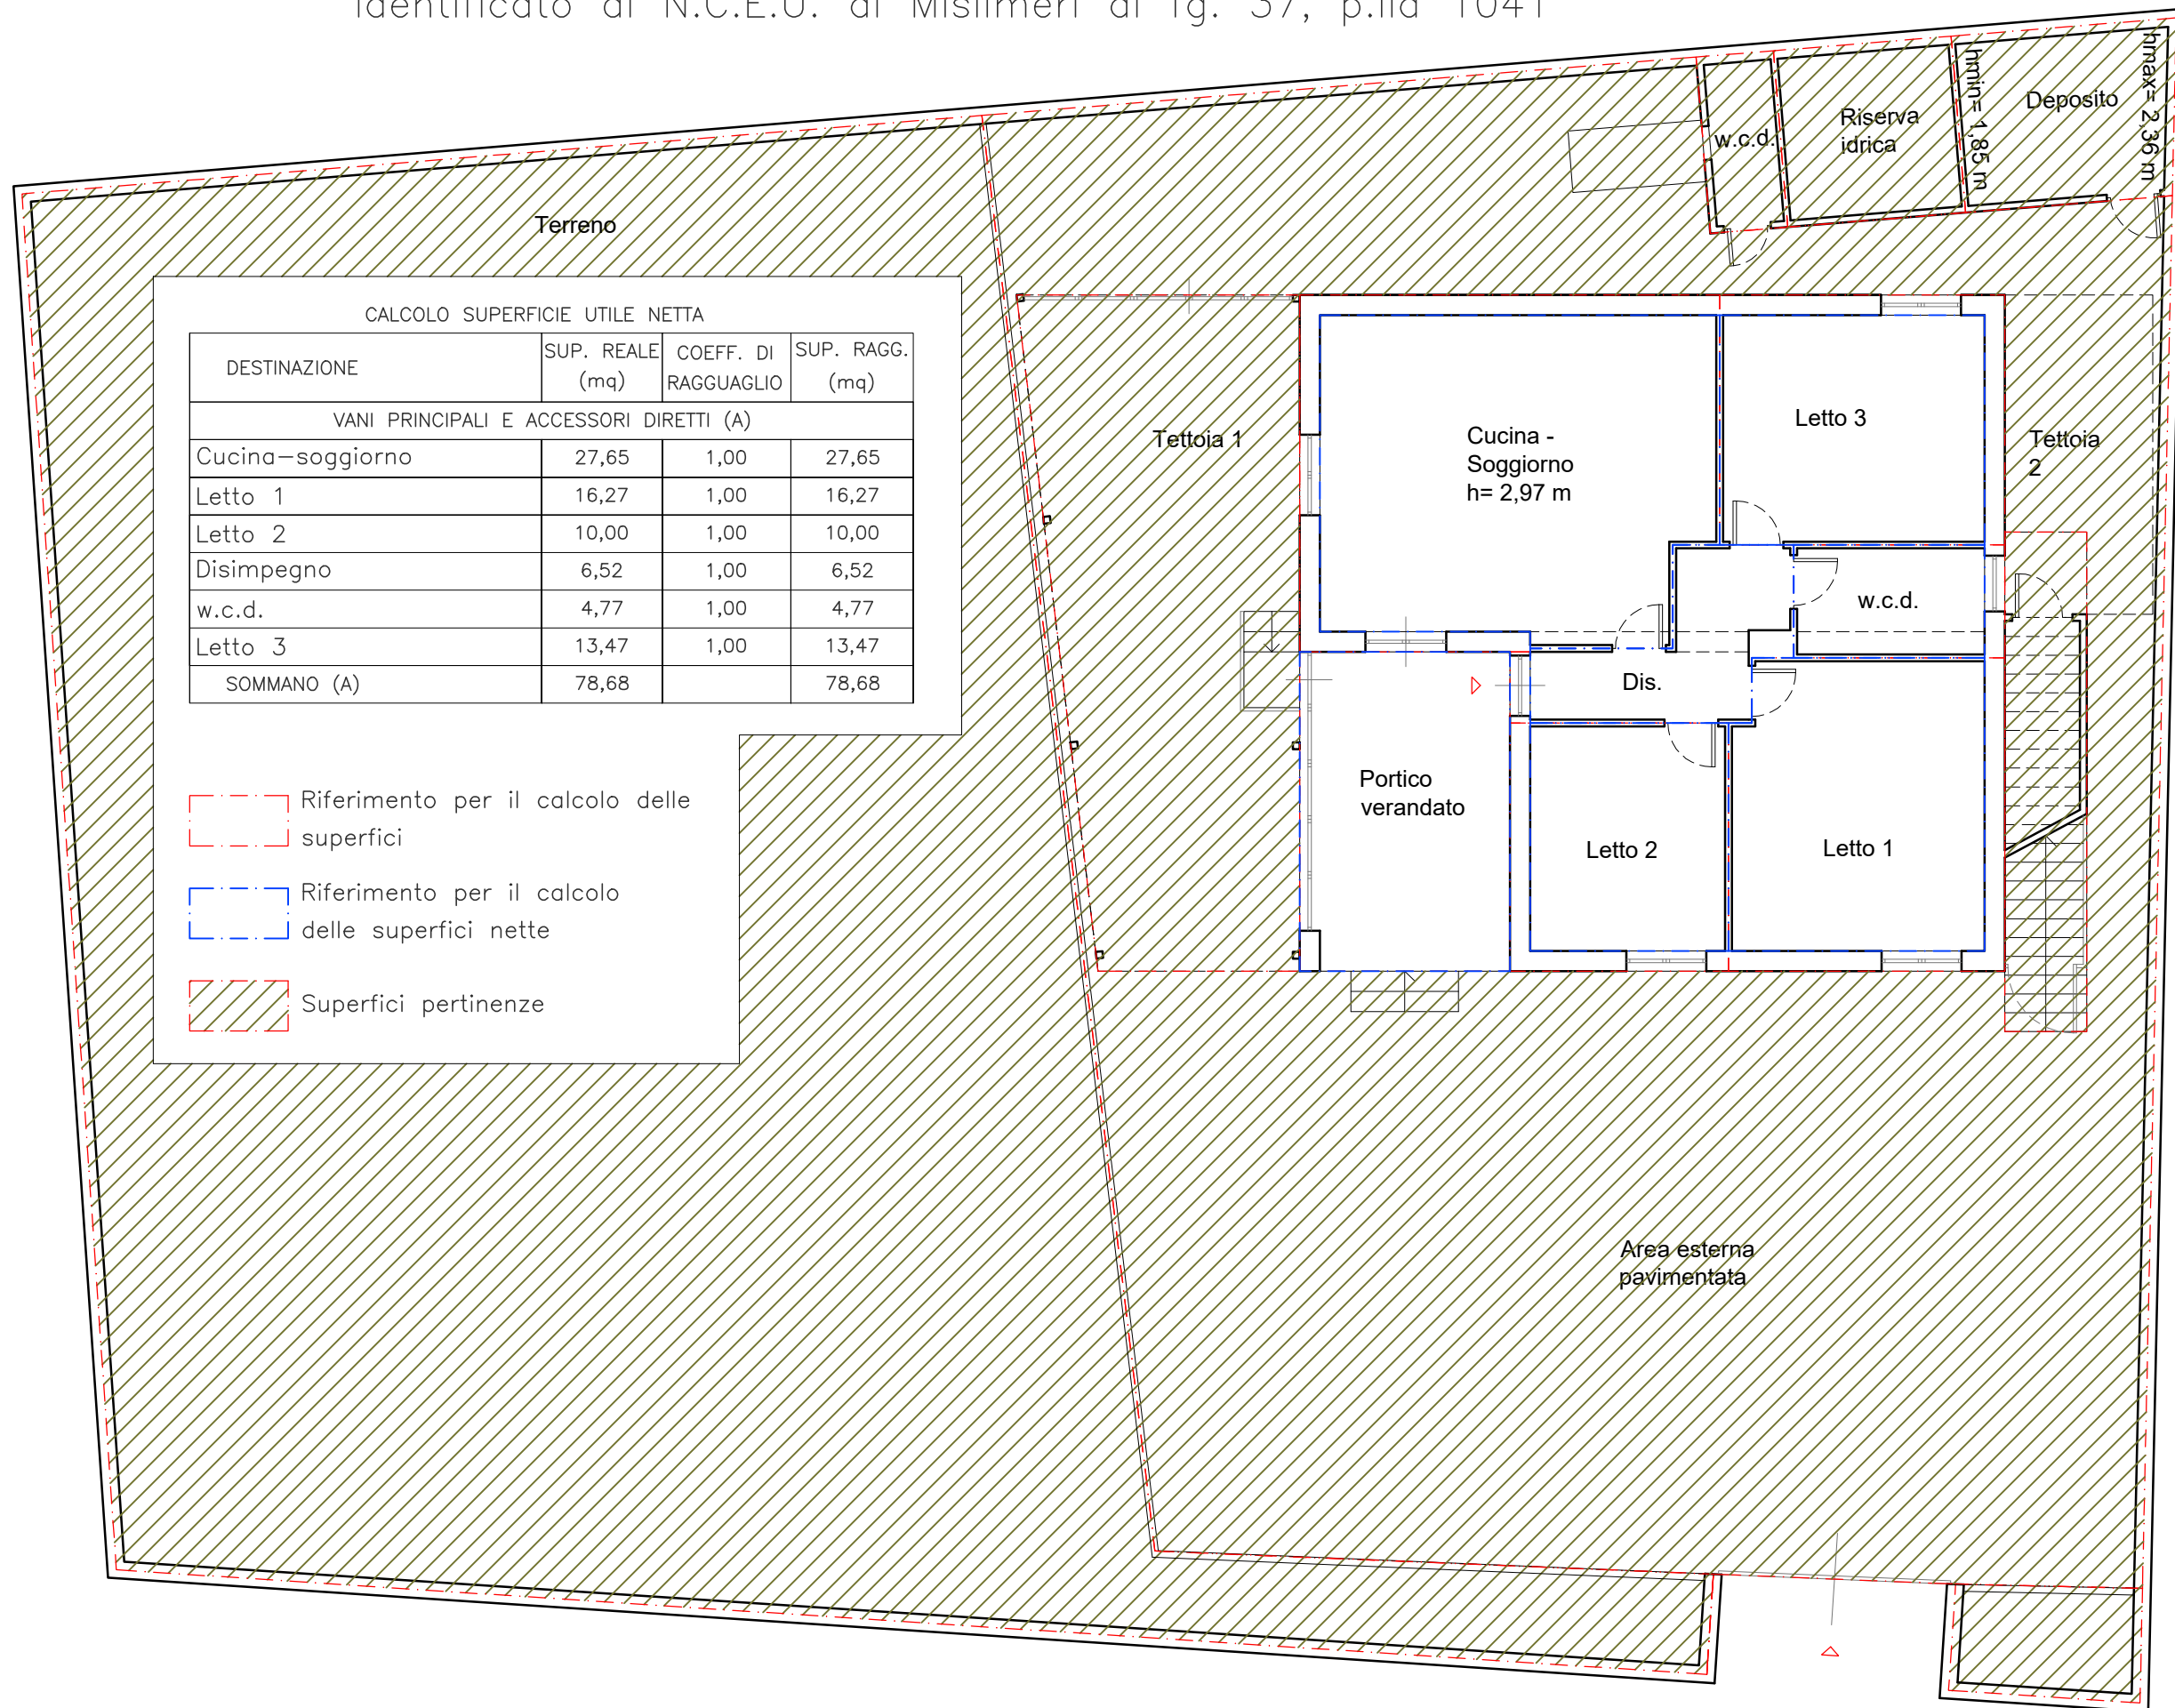 identificato al N.C.E.U. di Misilmeri al fg. 37, p.lla 1041
Terreno
CALCOLO SUPERFICIE UTILE NETTA
DESTINAZIONE SUP. REALE (mq) COEFF. DI RAGGUAGLIO SUP. RAGG. (mq)
VANI PRINCIPALI E ACCESSORI DIRETTI (A)
Cucina-soggiorno 27,65 1,00 27,65
Letto 1 16,27 1,00 16,27
Letto 2 10,00 1,00 10,00
Disimpegno 6,52 1,00 6,52
w.c.d. 4,77 1,00 4,77
Letto 3 13,47 1,00 13,47
SOMMANO (A) 78,68 78,68
Riferimento per il calcolo delle
superfici
Riferimento per il calcolo
delle superfici nette
Superfici pertinenze
w.c.d.
Riserva
idrica
hmin= 1,85 m
Deposito
hmax= 2,36 m
Tettoia 1
Cucina -
Soggiorno
h= 2,97 m
Letto 3
Tettoia
2
w.c.d.
Dis.
Portico
verandato
Letto 2
Letto 1
Area esterna
pavimentata